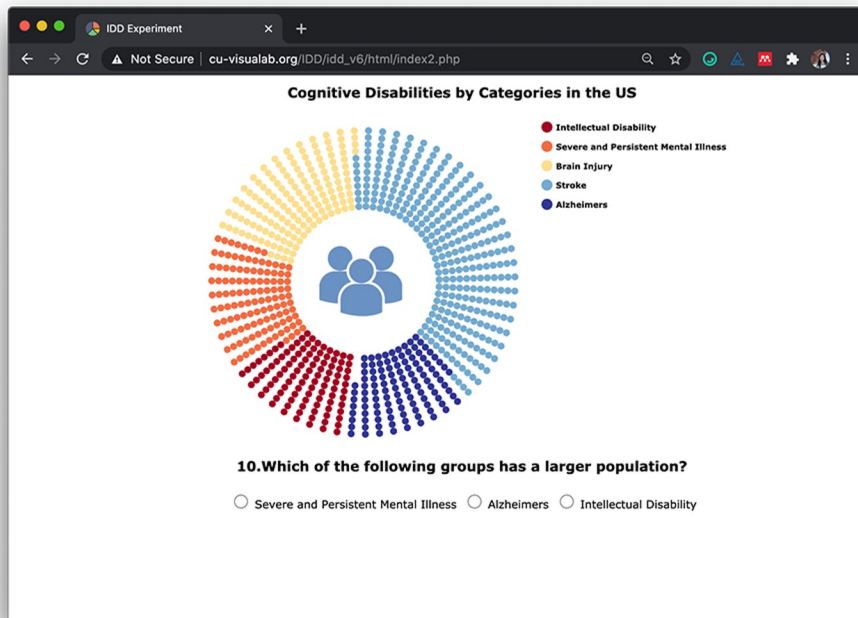 IDD Experiment
Not Secure | cu-visualab.org/IDD/idd_v6/html/index2.php
Cognitive Disabilities by Categories in the US
Intellectual Disability
Severe and Persistent Mental Illness
Brain Injury
Stroke
Alzheimers
10.Which of the following groups has a larger population?
Severe and Persistent Mental Illness Alzheimers Intellectual Disability